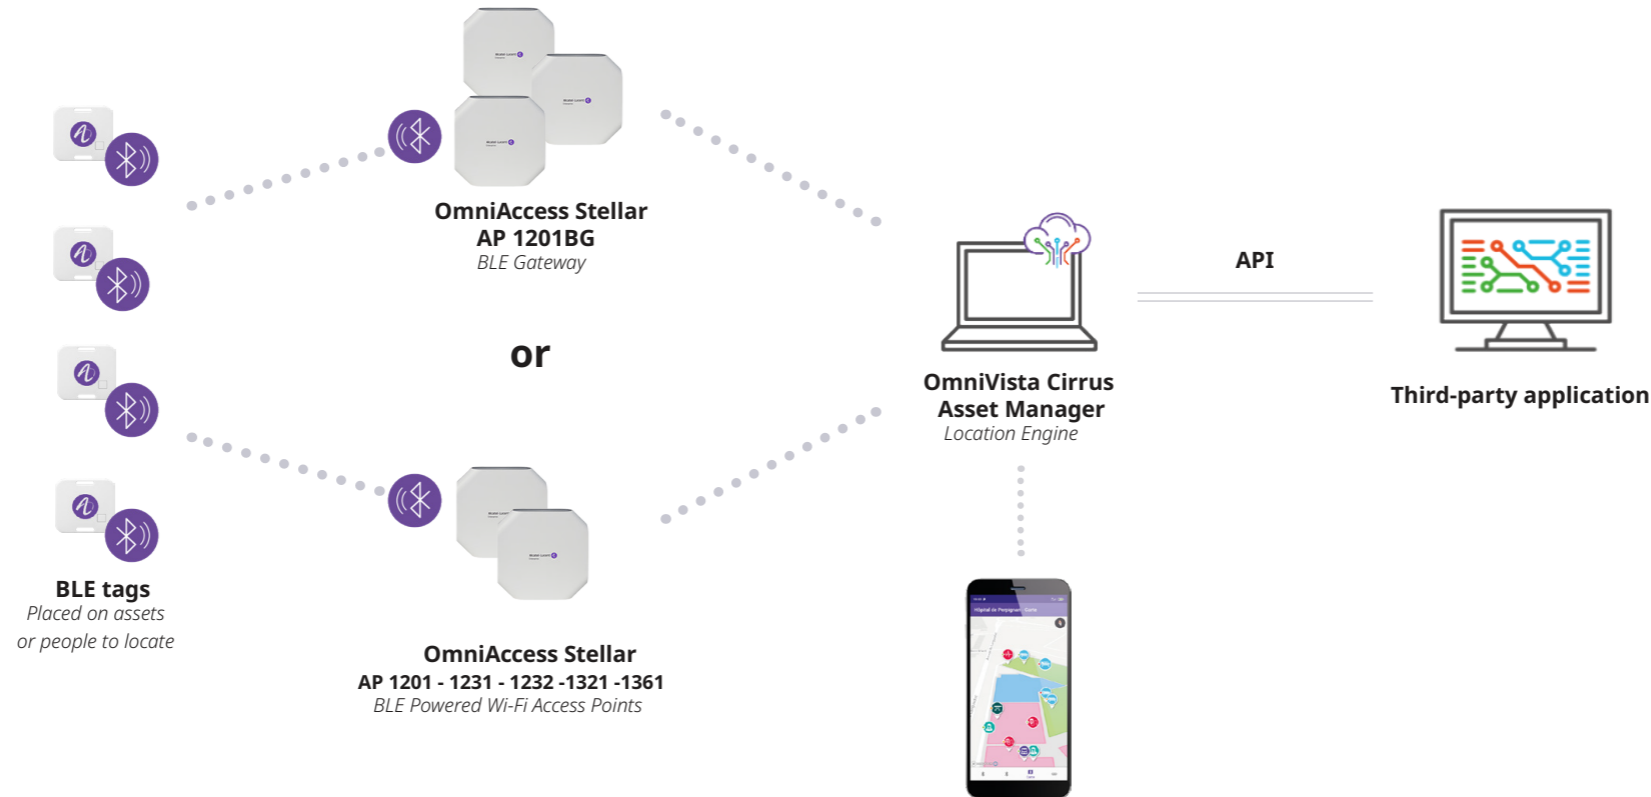 OmniAccess Stellar
AP 1201BG
BLE Gateway
or
BLE tags
Placed on assets
or people to locate
OmniAccess Stellar
AP 1201 - 1231 - 1232 -1321 -1361
BLE Powered Wi-Fi Access Points
OmniVista Cirrus
Asset Manager
Location Engine
API
Third-party application